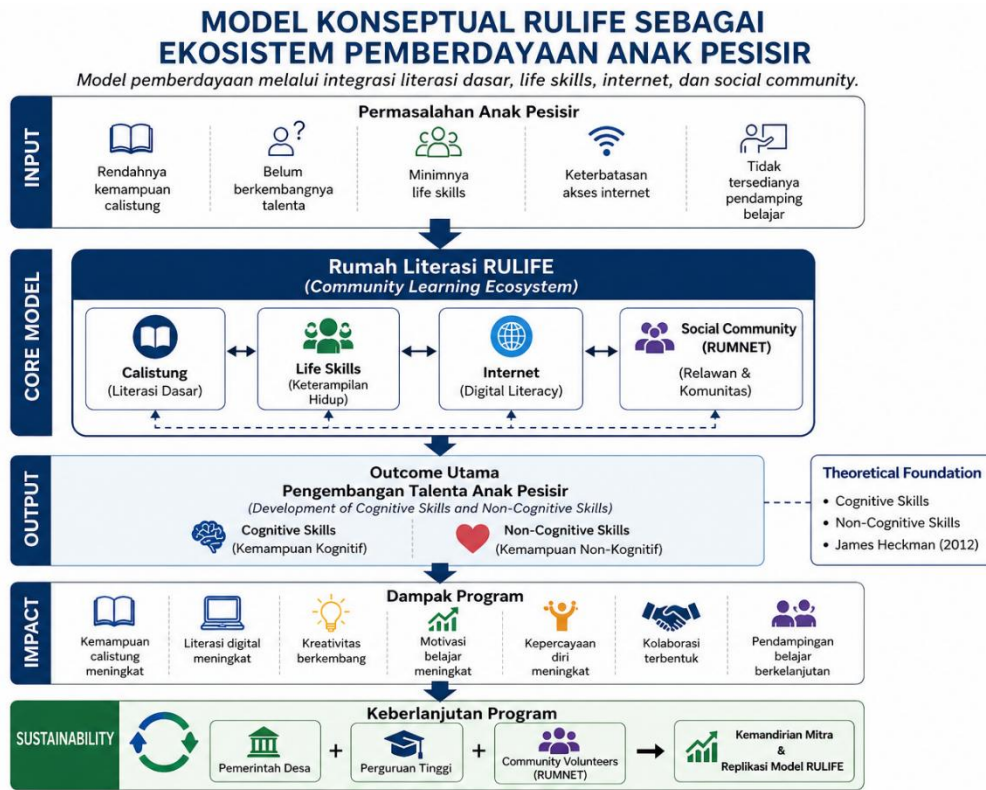 MODEL KONSEPTUAL RULIFE SEBAGAI
EKOSISTEM PEMBERDAYAAN ANAK PESISIR
Model pemberdayaan melalui integrasi literasi dasar, life skills, internet, dan social community.
INPUT
Permasalahan Anak Pesisir
Rendahnya
kemampuan
calistung
?
Belum
berkembangnya
talenta
Minimnya
life skills
Keterbatasan
akses internet
Tidak
tersedianya
pendamping
belajar
CORE MODEL
Rumah Literasi RULIFE
(Community Learning Ecosystem)
Calistung
(Literasi Dasar)
Life Skills
(Keterampilan
Hidup)
Internet
(Digital Literacy)
Social Community
(RUMNET)
(Relawan &
Komunitas)
OUTPUT
Outcome Utama
Pengembangan Talenta Anak Pesisir
(Development of Cognitive Skills and Non-Cognitive Skills)
Cognitive Skills
(Kemampuan Kognitif)
Non-Cognitive Skills
(Kemampuan Non-Kognitif)
Theoretical Foundation
• Cognitive Skills
• Non-Cognitive Skills
• James Heckman (2012)
IMPACT
Dampak Program
Kemampuan
calistung
meningkat
Literasi digital
meningkat
Kreativitas
berkembang
Motivasi
belajar
meningkat
Kepercayaan
diri
meningkat
Kolaborasi
terbentuk
Pendampingan
belajar
berkelanjutan
SUSTAINABILITY
Keberlanjutan Program
Pemerintah Desa
+
Perguruan Tinggi
+
Community Volunteers
(RUMNET)
Kemandirian Mitra
&
Replikasi Model RULIFE